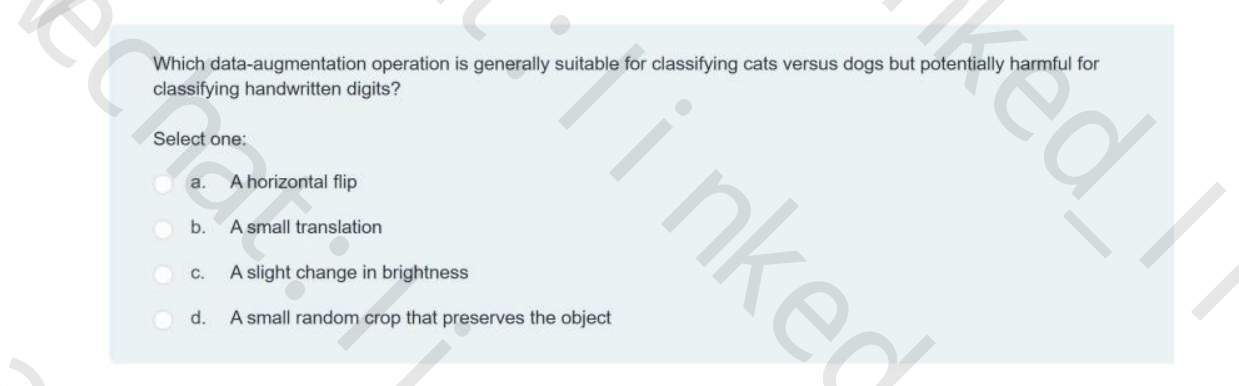 Which data-augmentation operation is generally suitable for classifying cats versus dogs but potentially harmful for
classifying handwritten digits?
Select one:
a. A horizontal flip
b. A small translation
c. A slight change in brightness
d. A small random crop that preserves the object